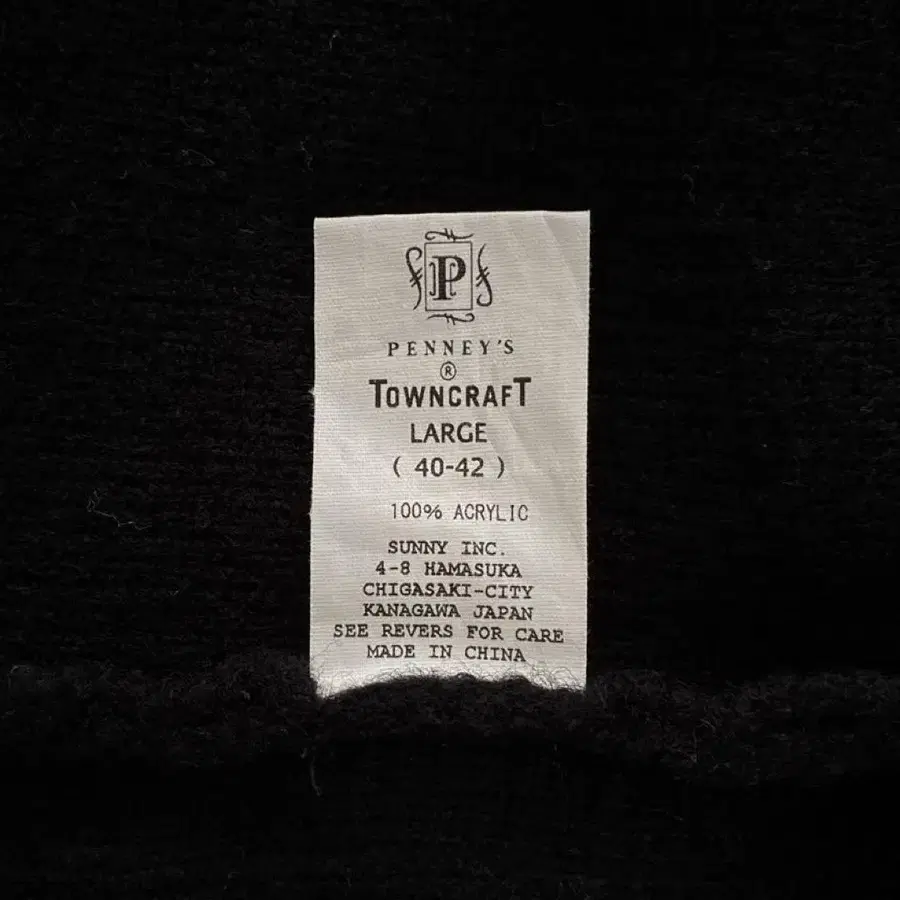 P
PENNEY'S
®
TOWNCRAFT
LARGE
( 40-42 )
100% ACRYLIC
SUNNY INC.
4-8 HAMASUKA
CHIGASAKI-CITY
KANAGAWA JAPAN
SEE REVERS FOR CARE
MADE IN CHINA